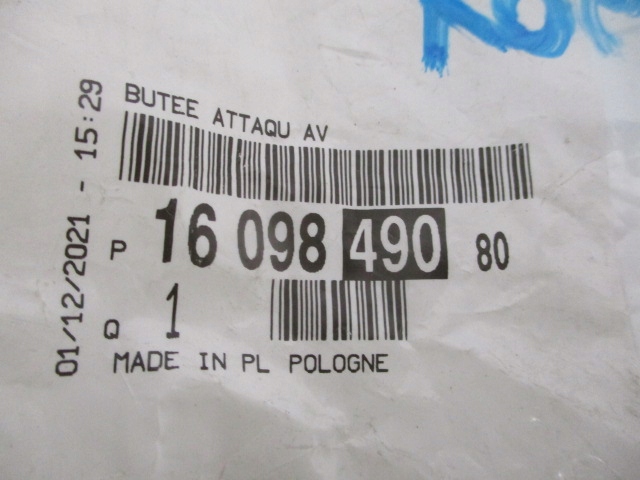 BUTEE ATTAQU AV
P 16 098 490 80
Q 1
MADE IN PL POLOGNE
01/12/2021 - 15:29